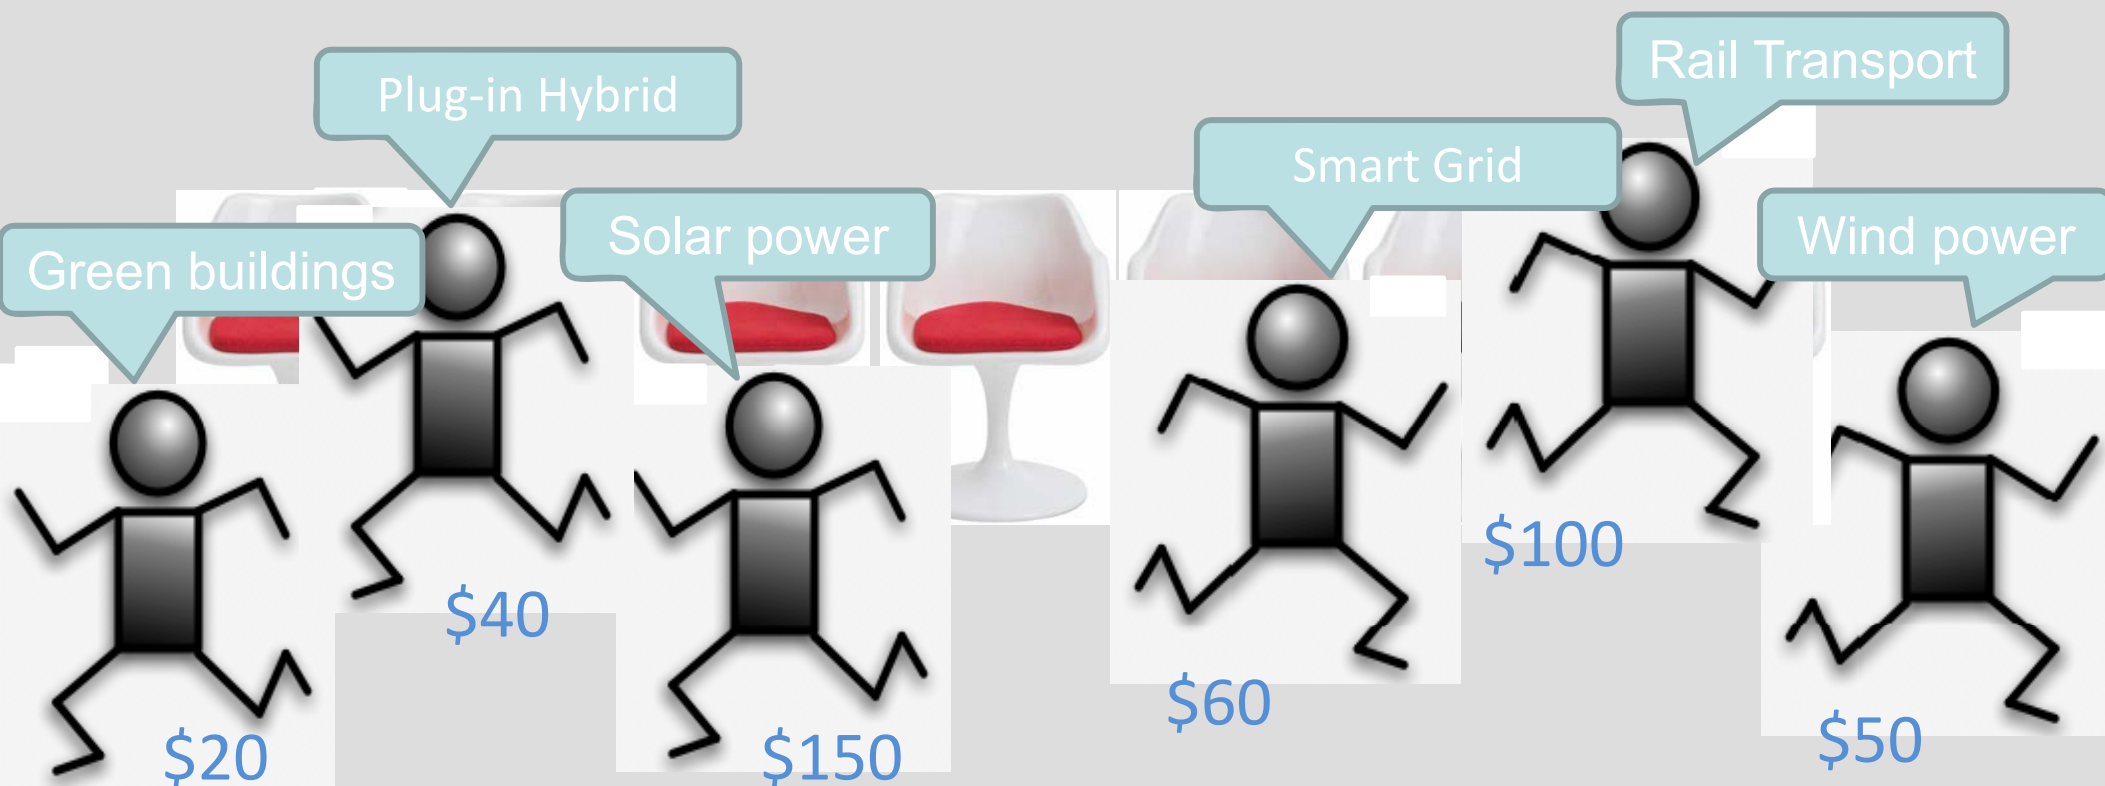 Rail Transport
Plug-in Hybrid
Smart Grid
Solar power
Wind power
Green buildings
$100
$40
$60
$50
$20
$150